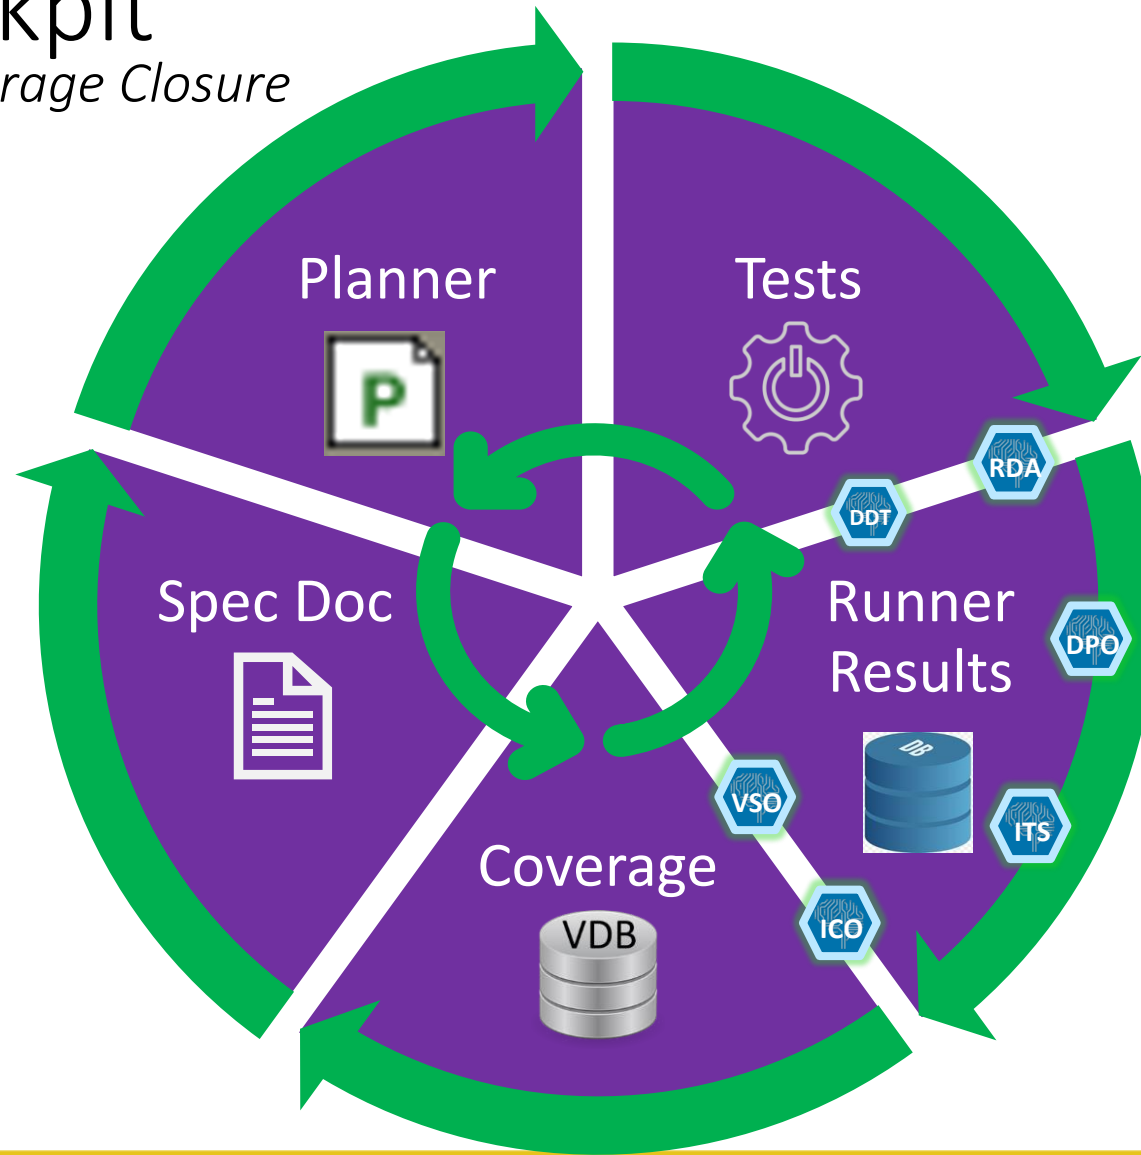 kpit
rage Closure
Planner
P
Tests
RDA
DDT
Spec Doc
Runner
Results
DPO
DB
VSO
ITS
Coverage
ICO
VDB